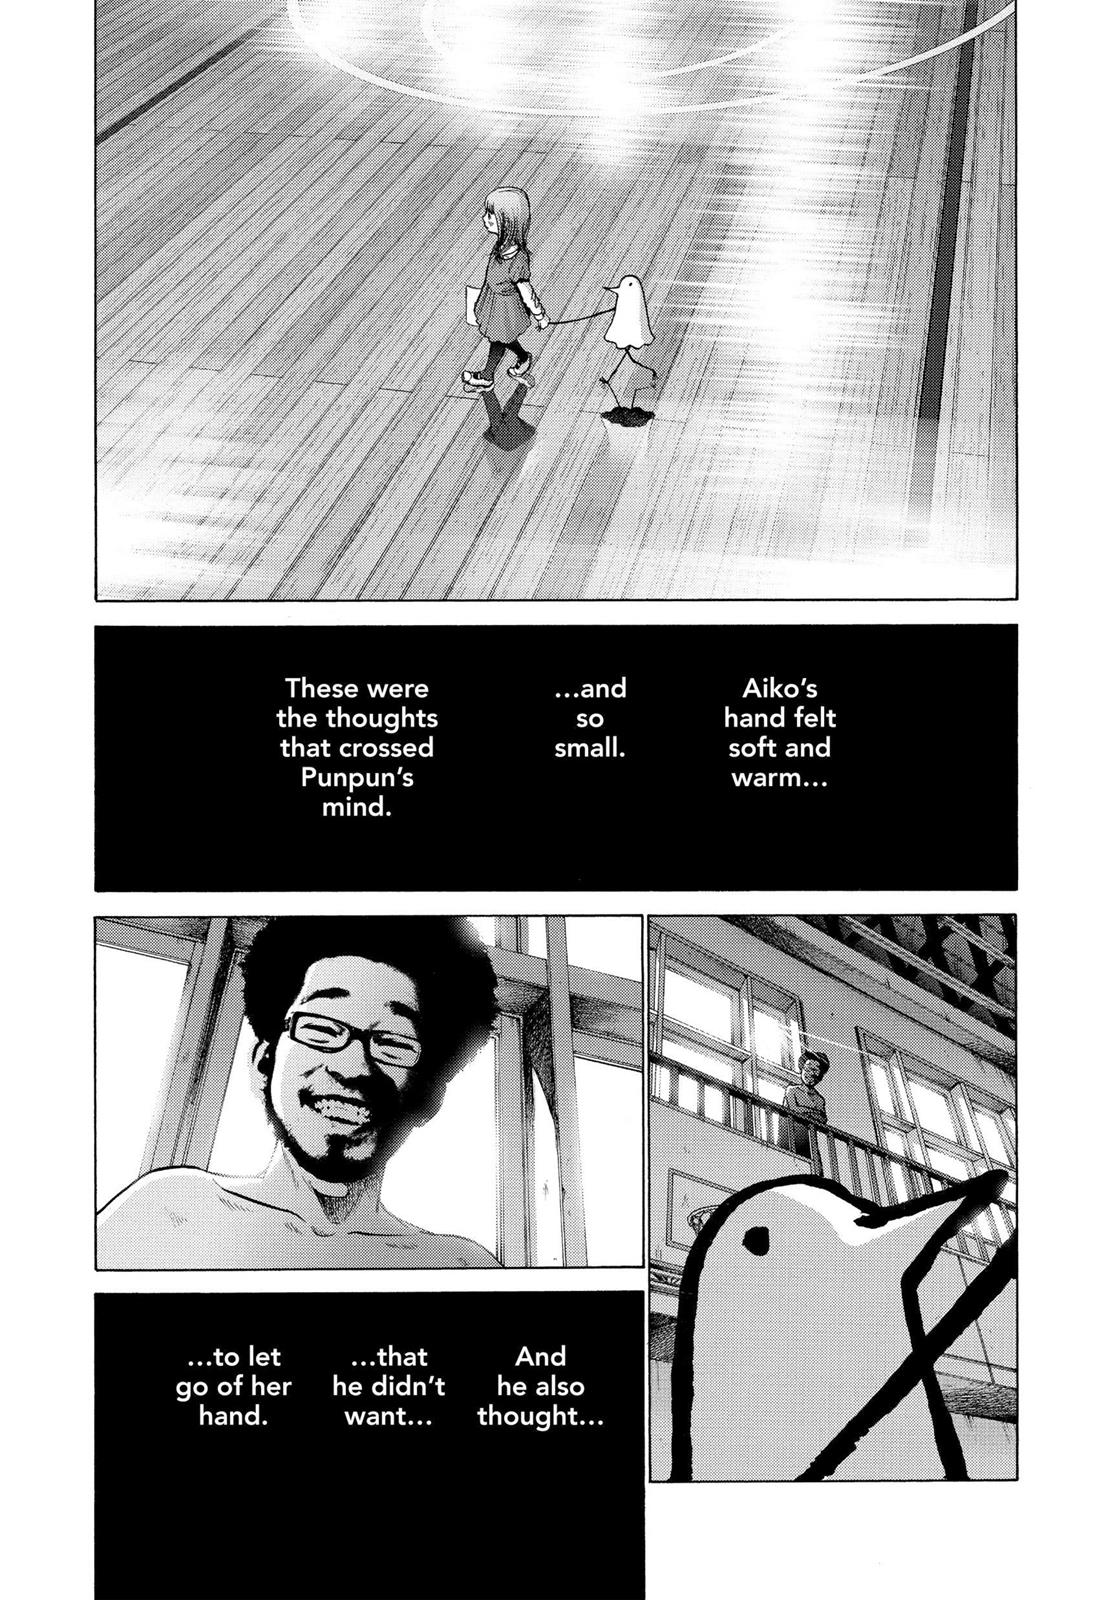 Aiko's
hand felt
soft and
warm...
...and
so
small.
These were
the thoughts
that crossed
Punpun's
mind.
And
he also
thought...
...that
he didn't
want...
...to let
go of her
hand.